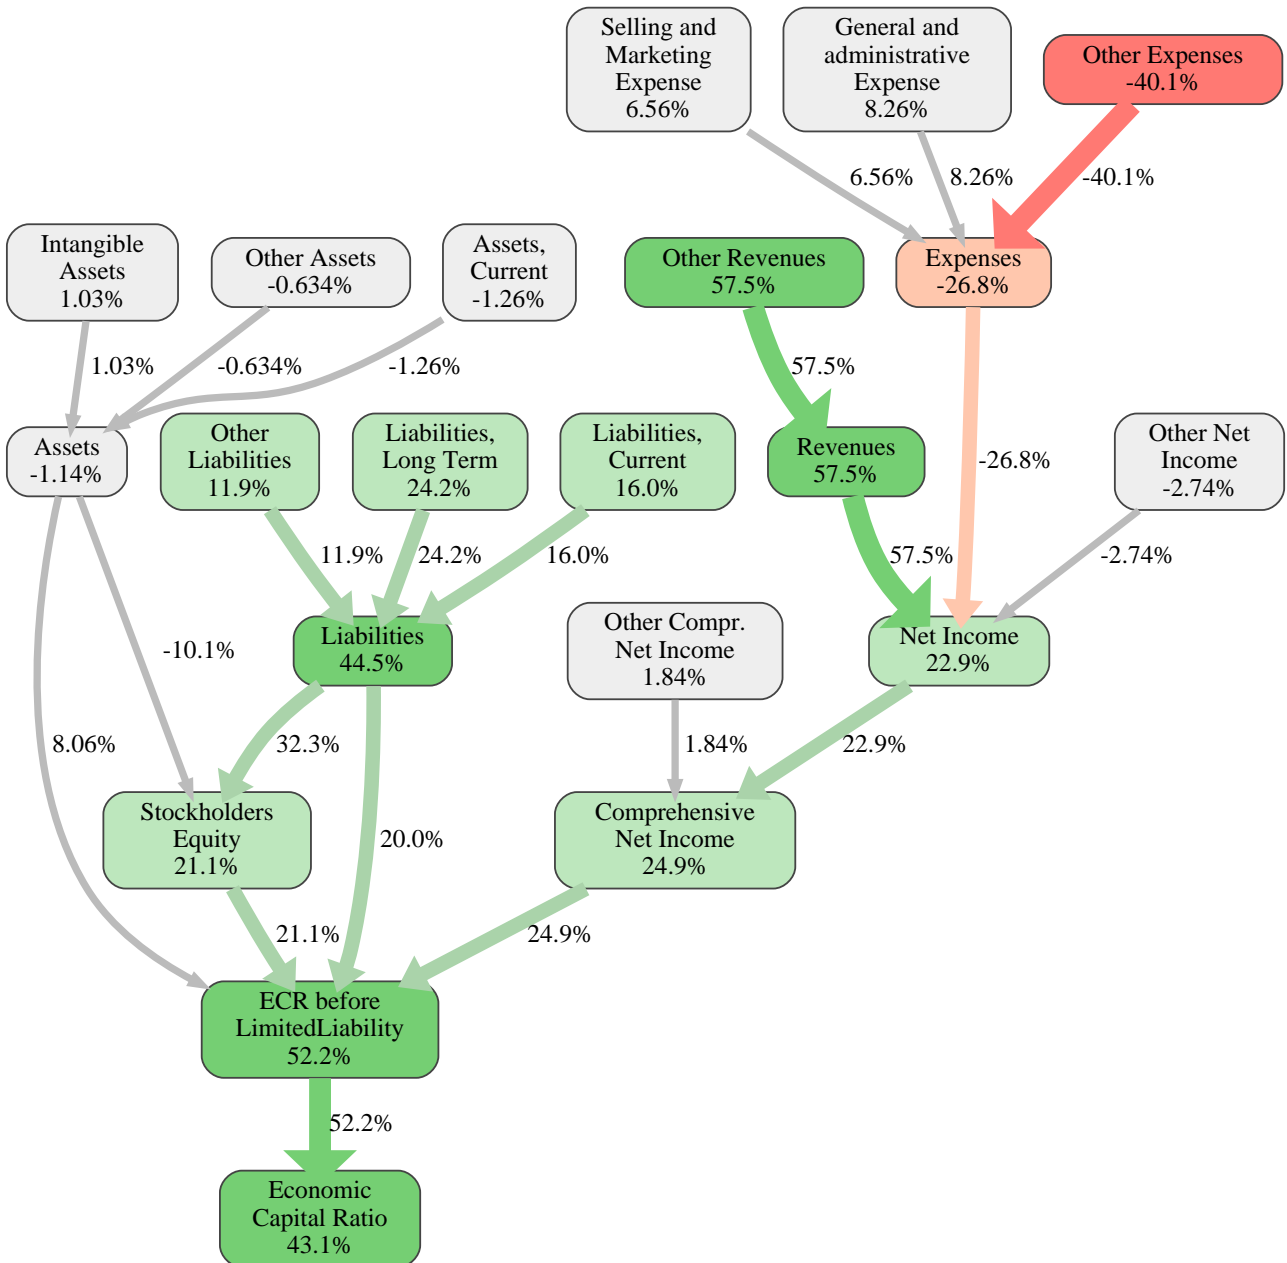 Selling and
Marketing
Expense
6.56%
General and
administrative
Expense
8.26%
Other Expenses
-40.1%
6.56%
8.26%
-40.1%
Intangible
Assets
1.03%
Other Assets
-0.634%
Assets,
Current
-1.26%
Other Revenues
57.5%
Expenses
-26.8%
1.03%
-0.634%
-1.26%
57.5%
Assets
-1.14%
Other
Liabilities
11.9%
Liabilities,
Long Term
24.2%
Liabilities,
Current
16.0%
Revenues
57.5%
-26.8%
Other Net
Income
-2.74%
11.9%
24.2%
16.0%
57.5%
-2.74%
-10.1%
Liabilities
44.5%
Other Compr.
Net Income
1.84%
Net Income
22.9%
8.06%
32.3%
1.84%
22.9%
Stockholders
Equity
21.1%
20.0%
Comprehensive
Net Income
24.9%
21.1%
24.9%
ECR before
LimitedLiability
52.2%
52.2%
Economic
Capital Ratio
43.1%